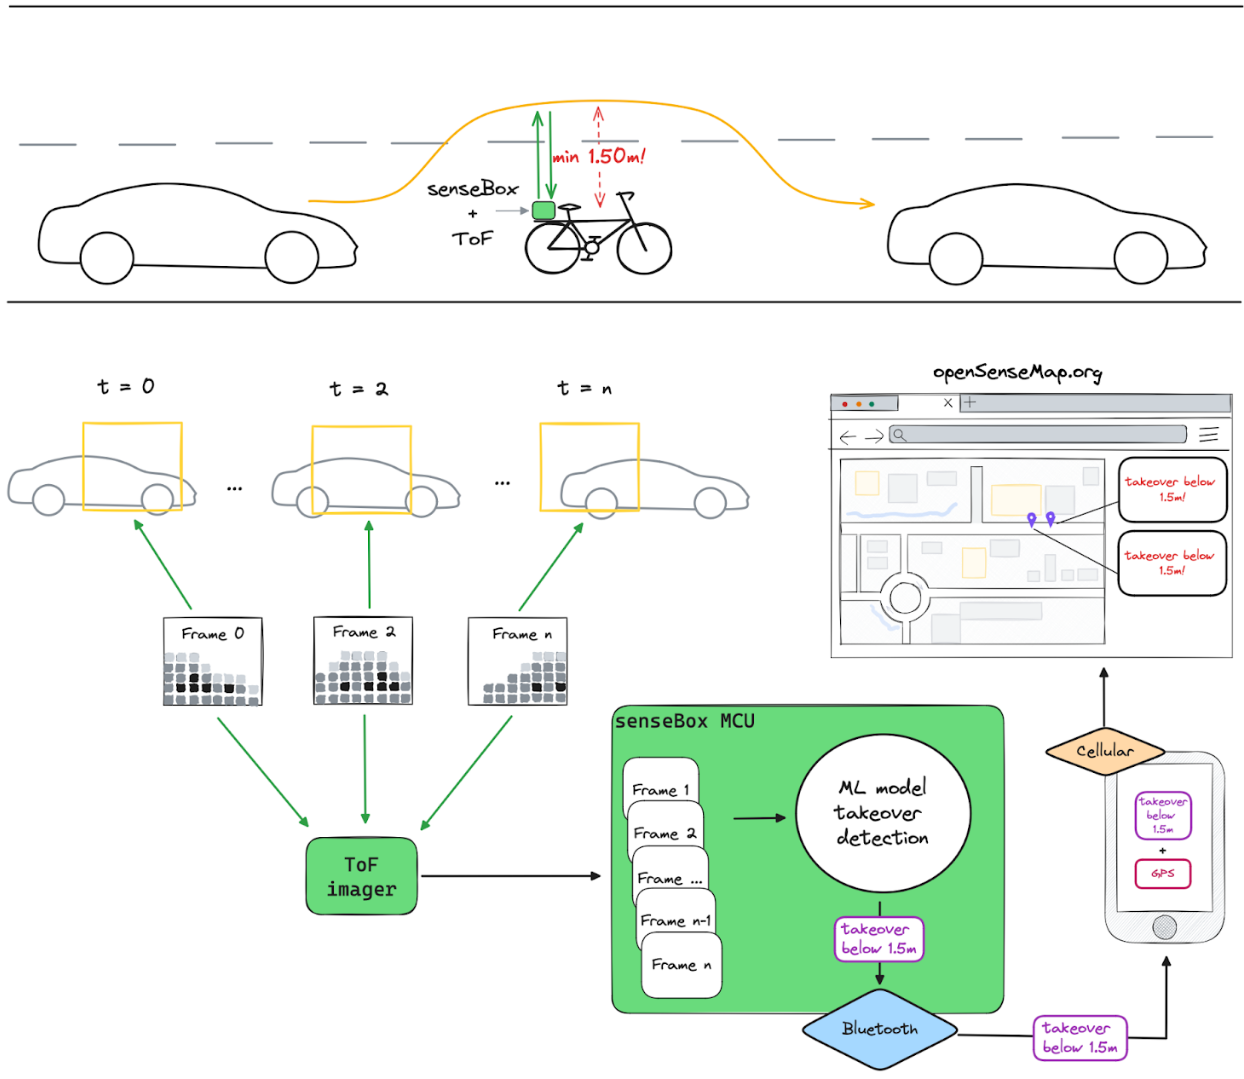 min 1.50m!
senseBox
+
ToF
t = 0
t = 2
t = n
...
...
openSenseMap.org
takeover below
1.5m!
takeover below
1.5m!
Frame 0
Frame 2
Frame n
senseBox MCU
Frame 1
Frame 2
Frame ...
Frame n-1
Frame n
ML model
takeover
detection
ToF
imager
takeover
below 1.5m
Bluetooth
takeover
below 1.5m
Cellular
takeover
below
1.5m
+
GPS